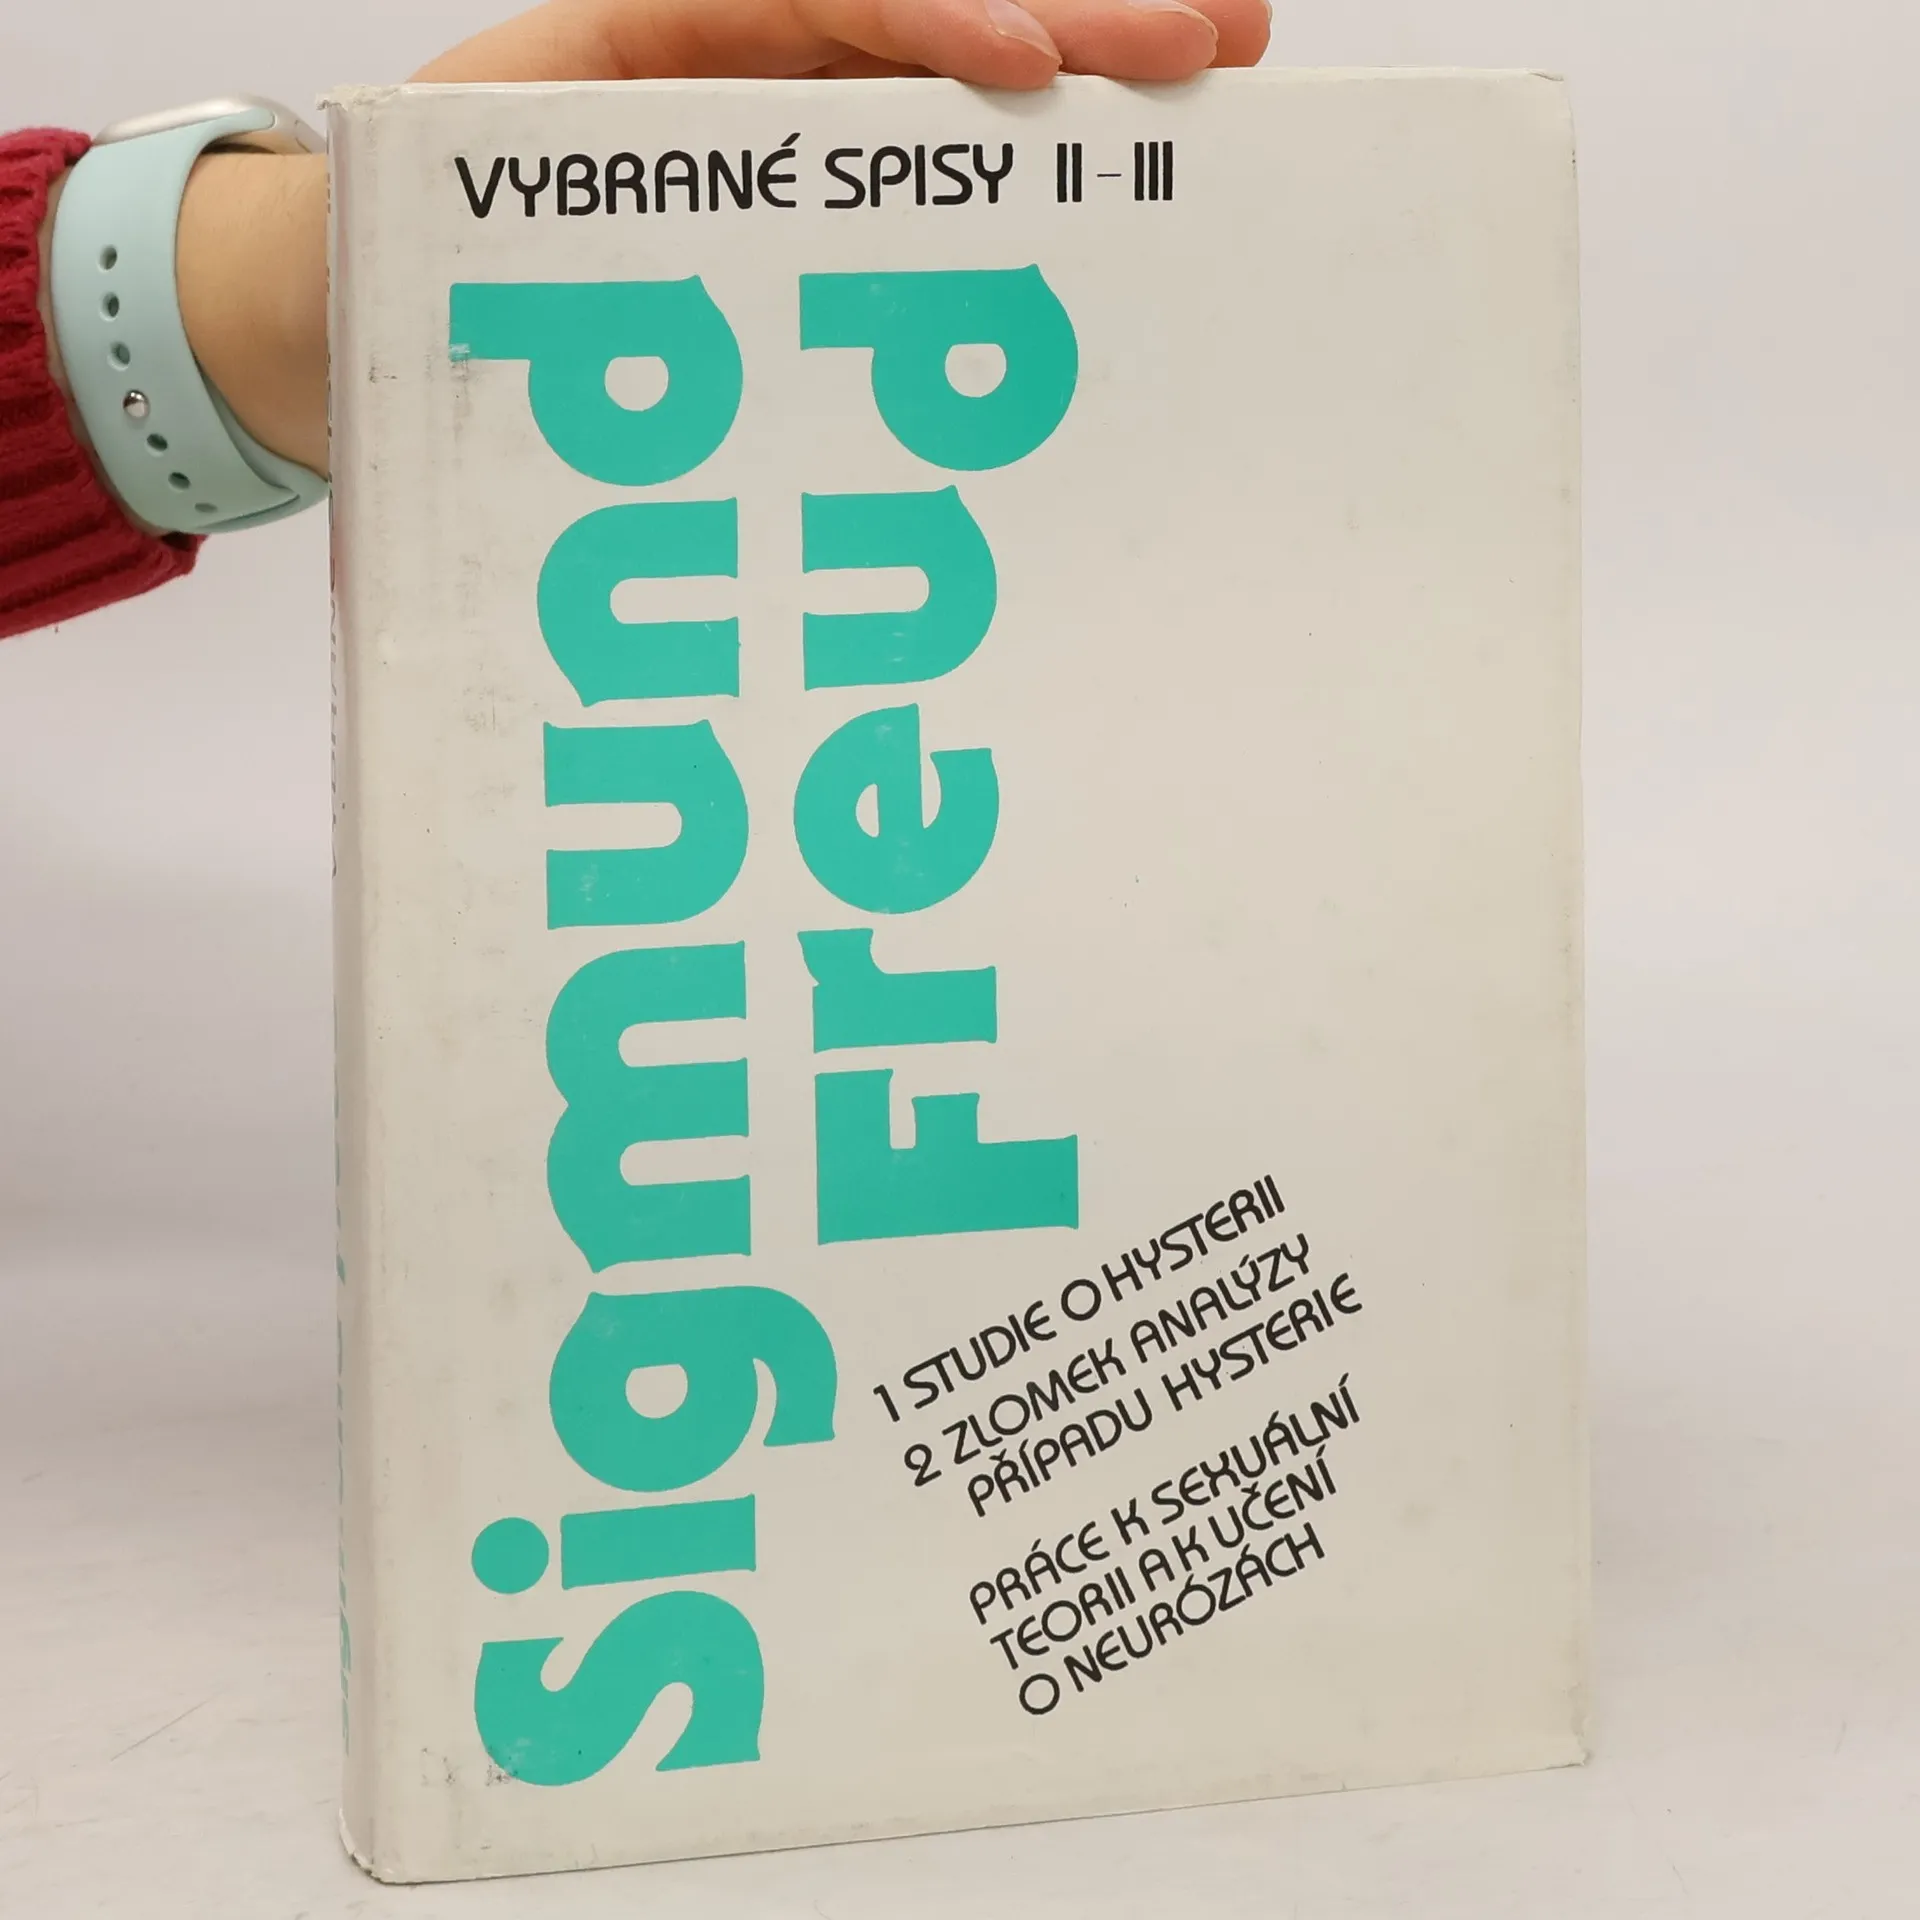 VYBRANÉ SPISY II-III
Sigmund
Freud
1 STUDIE O HYSTERII
2 ZLOMEK ANALÝZY
PŘÍPADU HYSTERIE
PRÁCE K SEXUÁLNÍ
TEORII A K UČENÍ
O NEURÓZÁCH